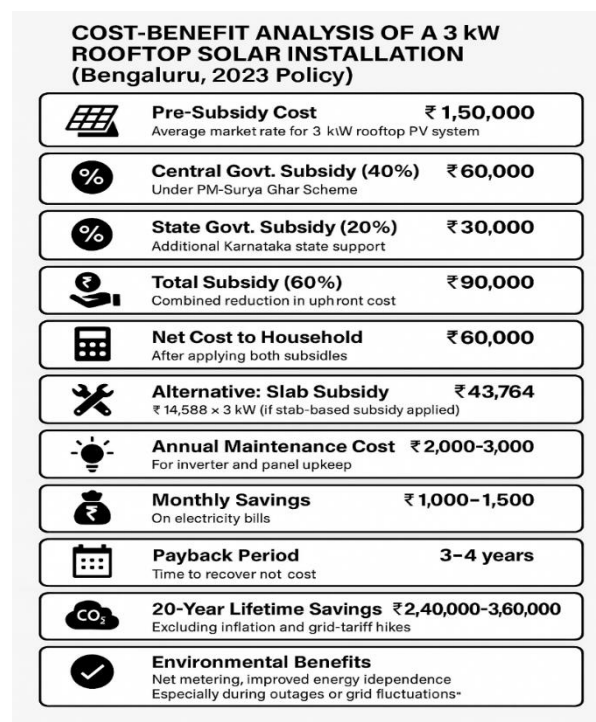 COST-BENEFIT ANALYSIS OF A 3 kW
ROOFTOP SOLAR INSTALLATION
(Bengaluru, 2023 Policy)
Pre-Subsidy Cost ₹ 1,50,000
Average market rate for 3 kW rooftop PV system
% Central Govt. Subsidy (40%) ₹60,000
Under PM-Surya Ghar Scheme
% State Govt. Subsidy (20%) ₹30,000
Additional Karnataka state support
₹ Total Subsidy (60%) ₹90,000
Combined reduction in uphront cost
Net Cost to Household ₹60,000
After applying both subsidles
Alternative: Slab Subsidy ₹43,764
₹ 14,588 × 3 kW (if stab-based subsidy applied)
Annual Maintenance Cost ₹2,000-3,000
For inverter and panel upkeep
₹ Monthly Savings ₹1,000–1,500
On electricity bills
Payback Period 3–4 years
Time to recover not cost
CO₂ 20-Year Lifetime Savings ₹2,40,000-3,60,000
Excluding inflation and grid-tariff hikes
Environmental Benefits
Net metering, improved energy idependence
Especially during outages or grid fluctuations-